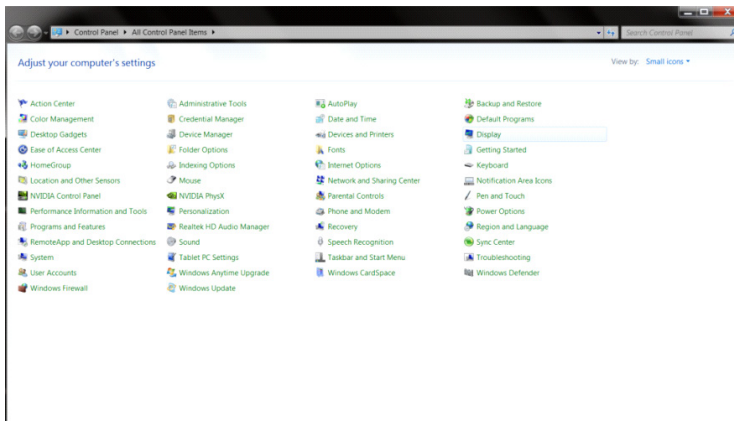 Control Panel All Control Panel Items Search Control Panel
Adjust your computer's settings View by: Small icons
Action Center Administrative Tools AutoPlay Backup and Restore
Color Management Credential Manager Date and Time Default Programs
Desktop Gadgets Device Manager Devices and Printers Display
Ease of Access Center Folder Options Fonts Getting Started
HomeGroup Indexing Options Internet Options Keyboard
Location and Other Sensors Mouse Network and Sharing Center Notification Area Icons
NVIDIA Control Panel NVIDIA PhysX Parental Controls Pen and Touch
Performance Information and Tools Personalization Phone and Modem Power Options
Programs and Features Realtek HD Audio Manager Recovery Region and Language
RemoteApp and Desktop Connections Sound Speech Recognition Sync Center
System Tablet PC Settings Taskbar and Start Menu Troubleshooting
User Accounts Windows Anytime Upgrade Windows CardSpace Windows Defender
Windows Firewall Windows Update